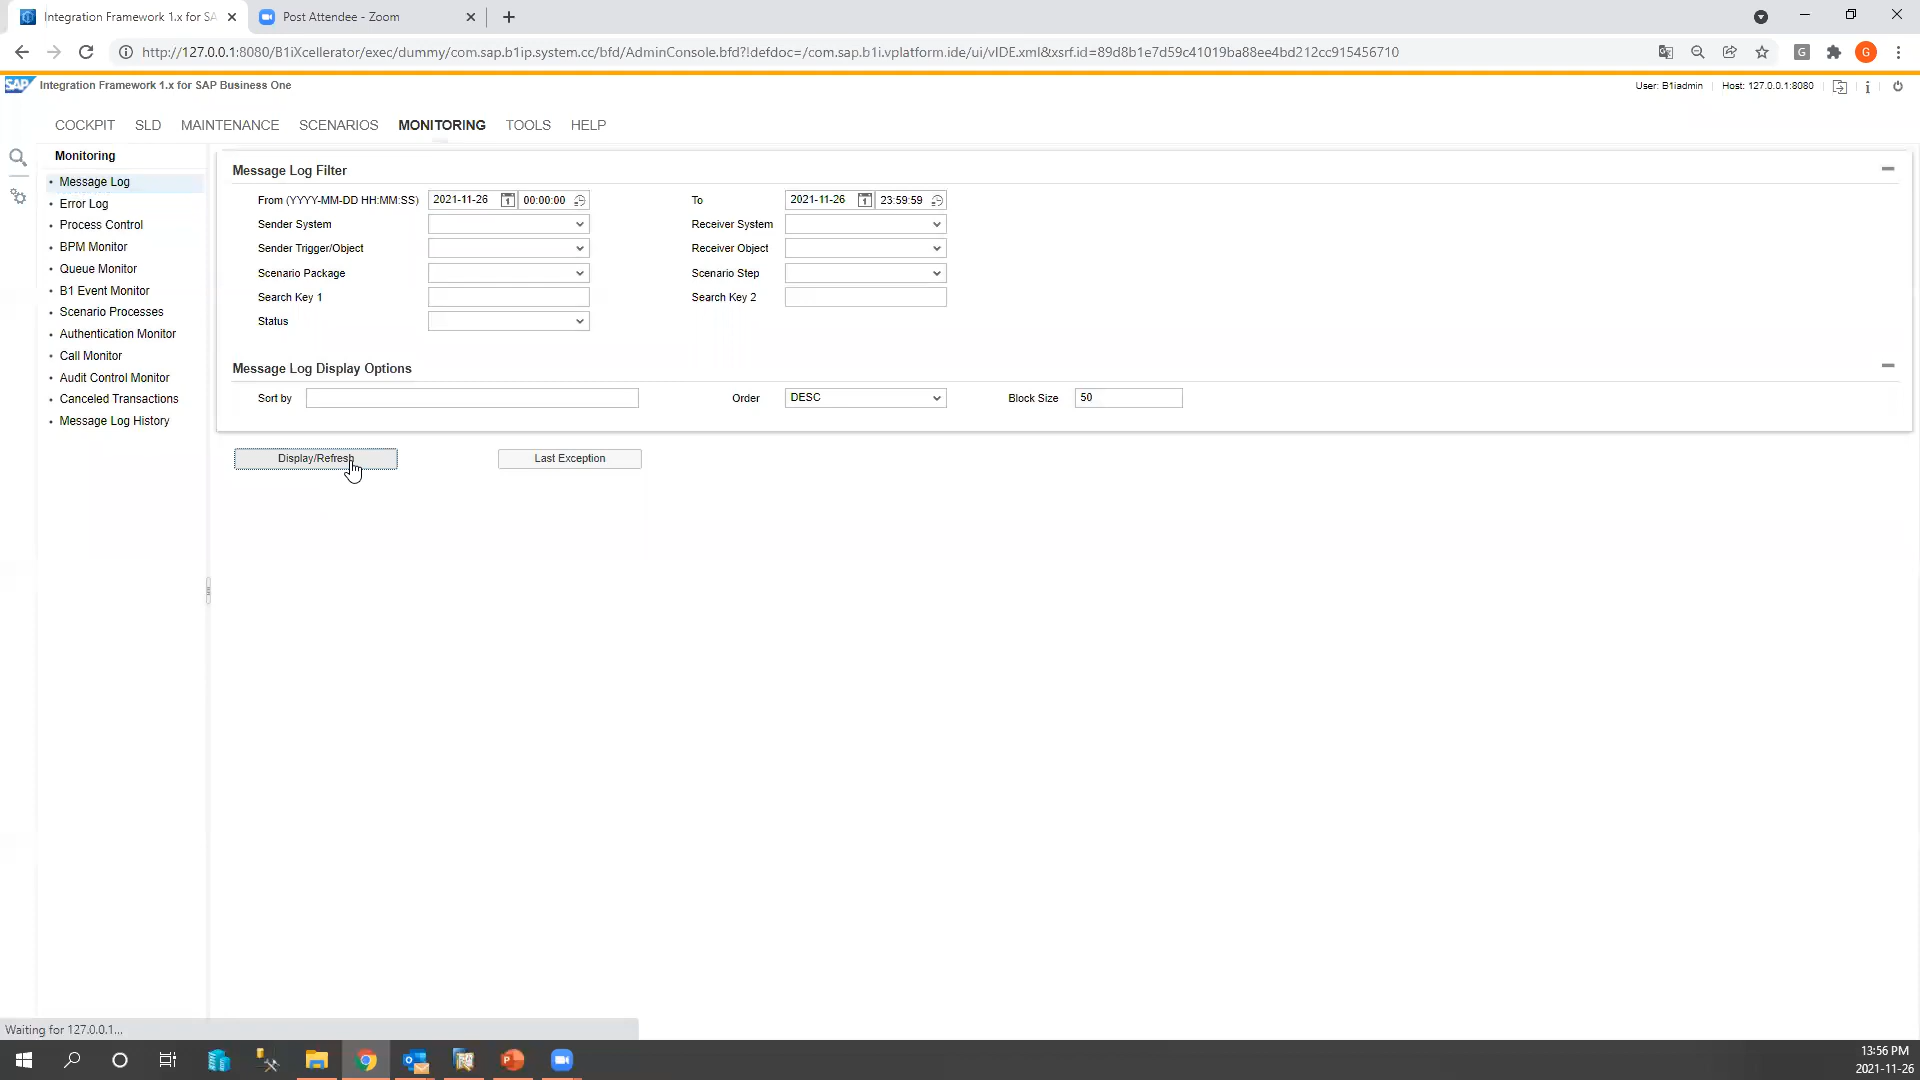 Integration Framework 1.x for SA
Post Attendee - Zoom
http://127.0.0.1:8080/B1iXcellerator/exec/dummy/com.sap.b1ip.system.cc/bfd/AdminConsole.bfd?!defdoc=/com.sap.b1i.vplatform.ide/ui/vIDE.xml&xsrf.id=89d8b1e7d59c41019ba88ee4bd212cc915456710
G
G
SAP
Integration Framework 1.x for SAP Business One
User: B1iadmin
Host: 127.0.0.1:8080
COCKPIT
SLD
MAINTENANCE
SCENARIOS
MONITORING
TOOLS
HELP
Monitoring
Message Log
Error Log
Process Control
BPM Monitor
Queue Monitor
B1 Event Monitor
Scenario Processes
Authentication Monitor
Call Monitor
Audit Control Monitor
Canceled Transactions
Message Log History
Message Log Filter
From (YYYY-MM-DD HH:MM:SS) 2021-11-26 00:00:00 To 2021-11-26 23:59:59
Sender System Receiver System
Sender Trigger/Object Receiver Object
Scenario Package Scenario Step
Search Key 1 Search Key 2
Status
Message Log Display Options
Sort by Order DESC Block Size 50
Display/Refresh Last Exception
Waiting for 127.0.0.1...
13:56 PM
2021-11-26